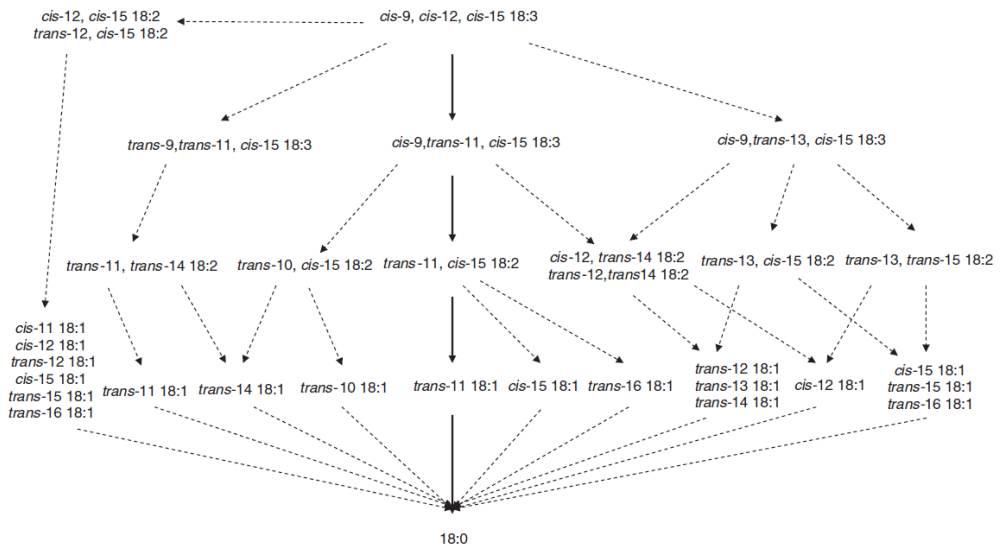 cis-12, cis-15 18:2
trans-12, cis-15 18:2
cis-9, cis-12, cis-15 18:3
trans-9,trans-11, cis-15 18:3
cis-9,trans-11, cis-15 18:3
cis-9,trans-13, cis-15 18:3
trans-11, trans-14 18:2
trans-10, cis-15 18:2
trans-11, cis-15 18:2
cis-12, trans-14 18:2
trans-12,trans14 18:2
trans-13, cis-15 18:2
trans-13, trans-15 18:2
cis-11 18:1
cis-12 18:1
trans-12 18:1
cis-15 18:1
trans-15 18:1
trans-16 18:1
trans-11 18:1
trans-14 18:1
trans-10 18:1
trans-11 18:1
cis-15 18:1
trans-16 18:1
trans-12 18:1
trans-13 18:1
trans-14 18:1
cis-12 18:1
cis-15 18:1
trans-15 18:1
trans-16 18:1
18:0